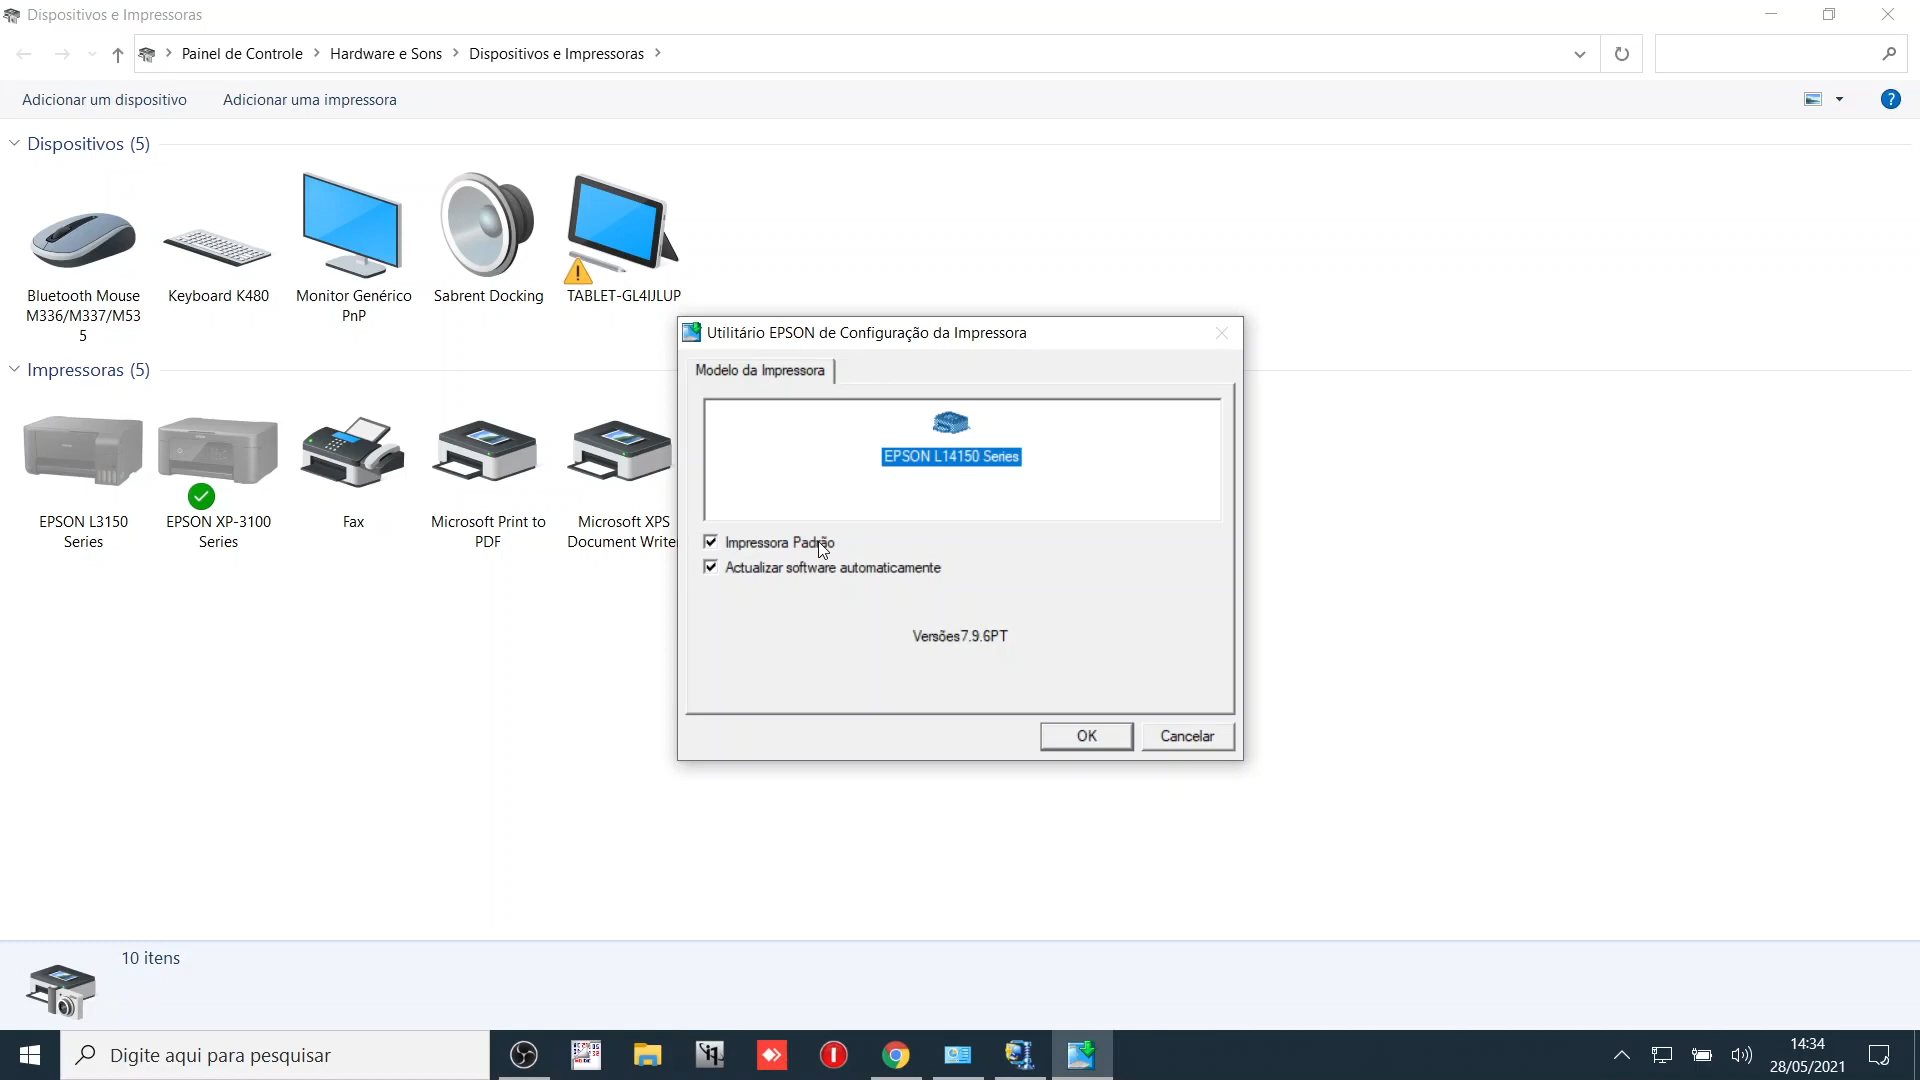 Dispositivos e Impressoras
Painel de Controle
Hardware e Sons
Dispositivos e Impressoras
Adicionar um dispositivo
Adicionar uma impressora
?
Dispositivos (5)
Bluetooth Mouse
M336/M337/M53
5
Keyboard K480
Monitor Genérico
PnP
Sabrent Docking
TABLET-GL4IJLUP
Impressoras (5)
EPSON L3150
Series
EPSON XP-3100
Series
Fax
Microsoft Print to
PDF
Microsoft XPS
Document Write
Utilitário EPSON de Configuração da Impressora
Modelo da Impressora
EPSON L14150 Series
Impressora Padrão
Actualizar software automaticamente
Versões7.9.6PT
OK
Cancelar
10 itens
Digite aqui para pesquisar
14:34
28/05/2021